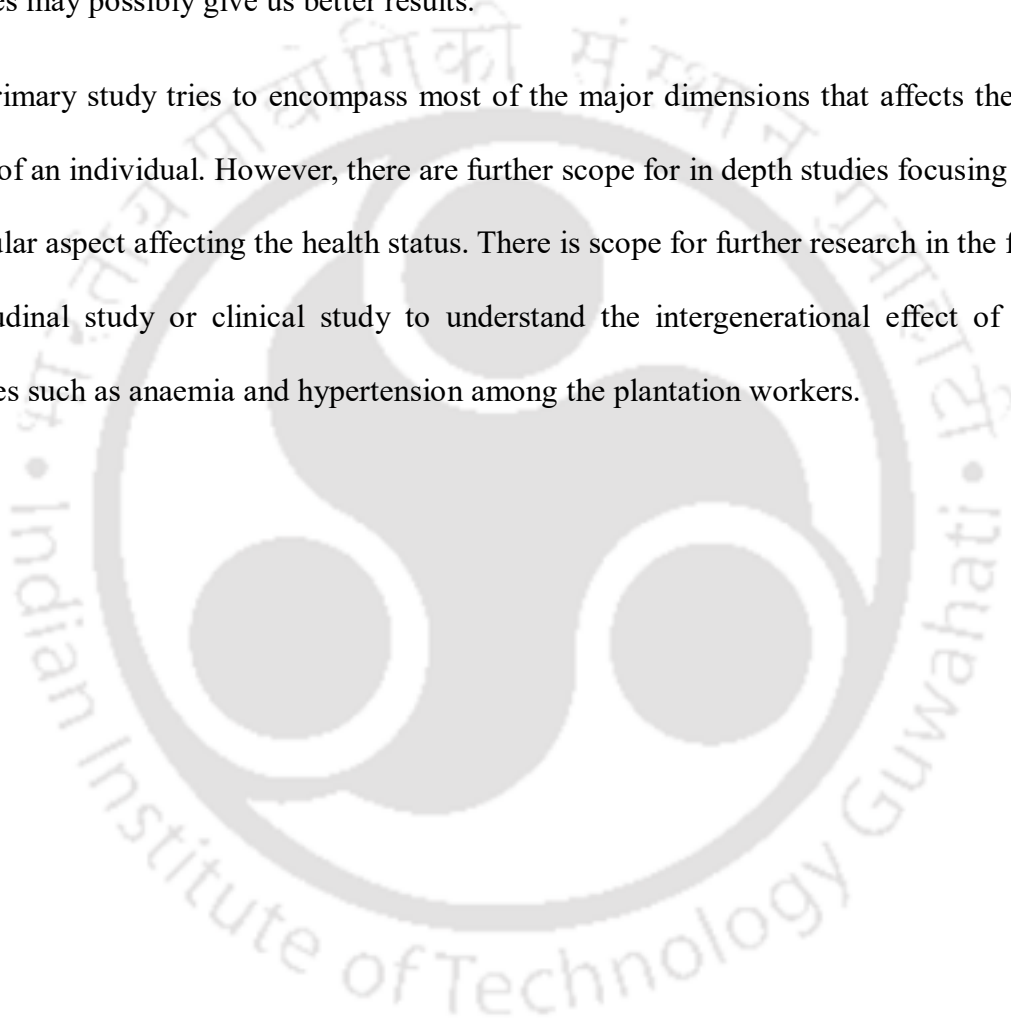 es may possibly give us better results.
rimary study tries to encompass most of the major dimensions that affects the
of an individual. However, there are further scope for in depth studies focusing
ular aspect affecting the health status. There is scope for further research in the f
udinal study or clinical study to understand the intergenerational effect of
es such as anaemia and hypertension among the plantation workers.
Indian Institute of Technology Guwahati